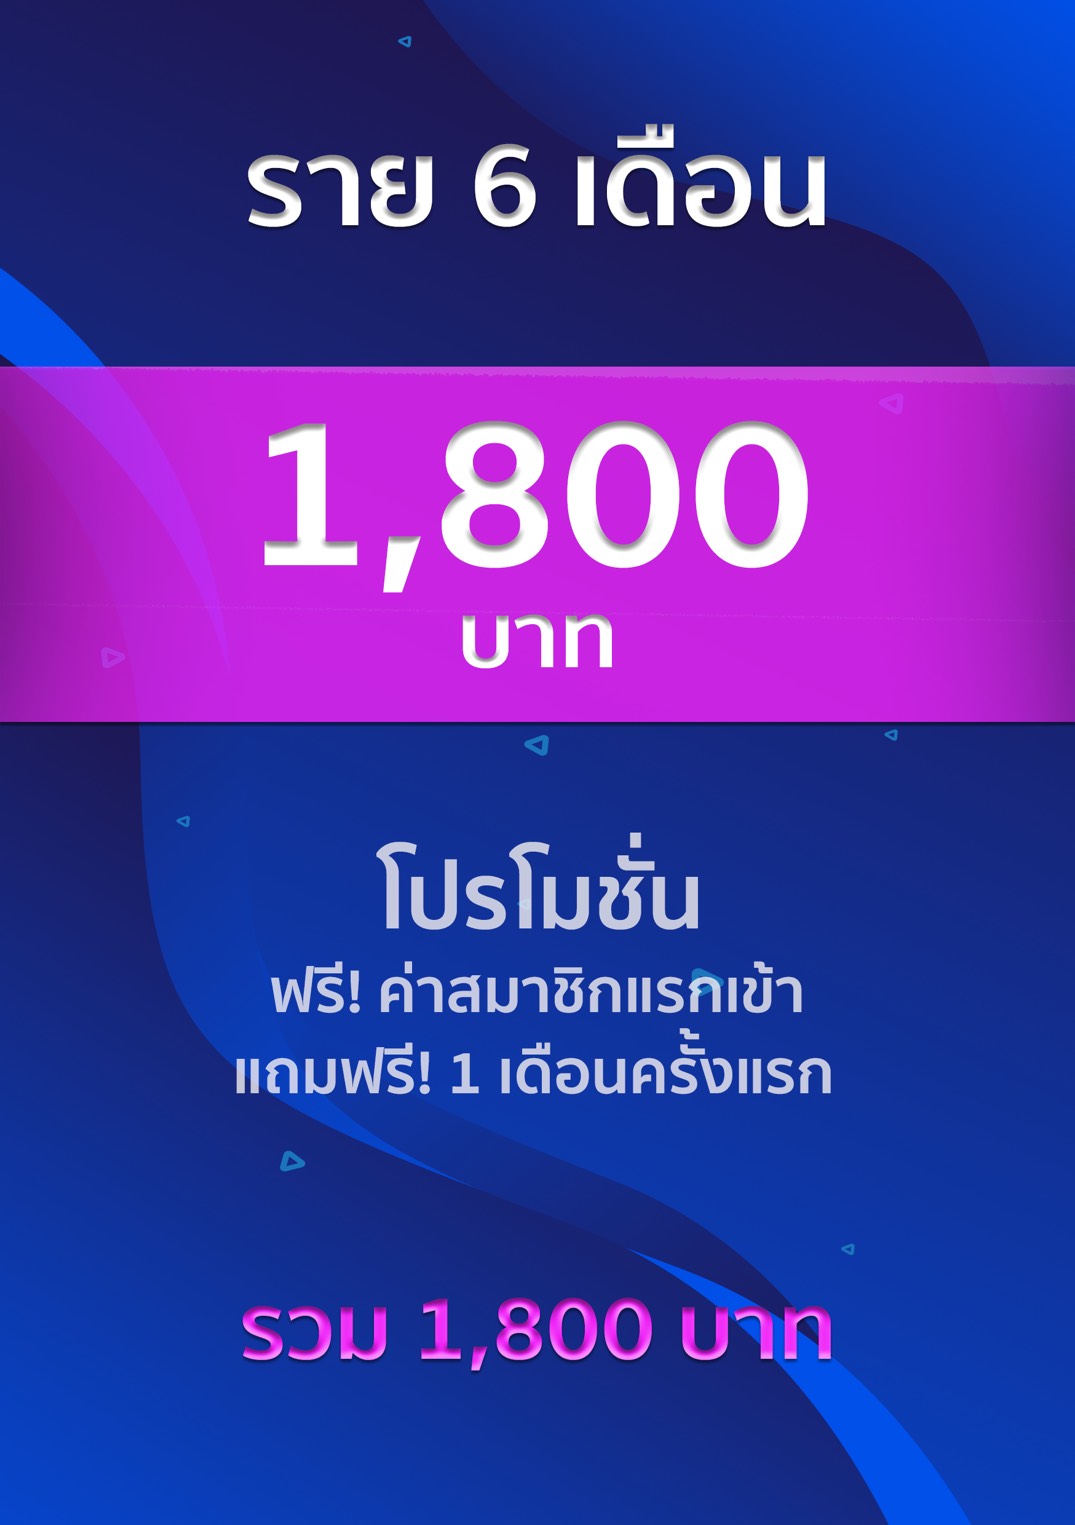 ราย 6 เดือน
1,800
บาท
โปรโมชั่น
ฟรี! ค่าสมาชิกแรกเข้า
แถมฟรี! 1 เดือนครั้งแรก
รวม 1,800 บาท